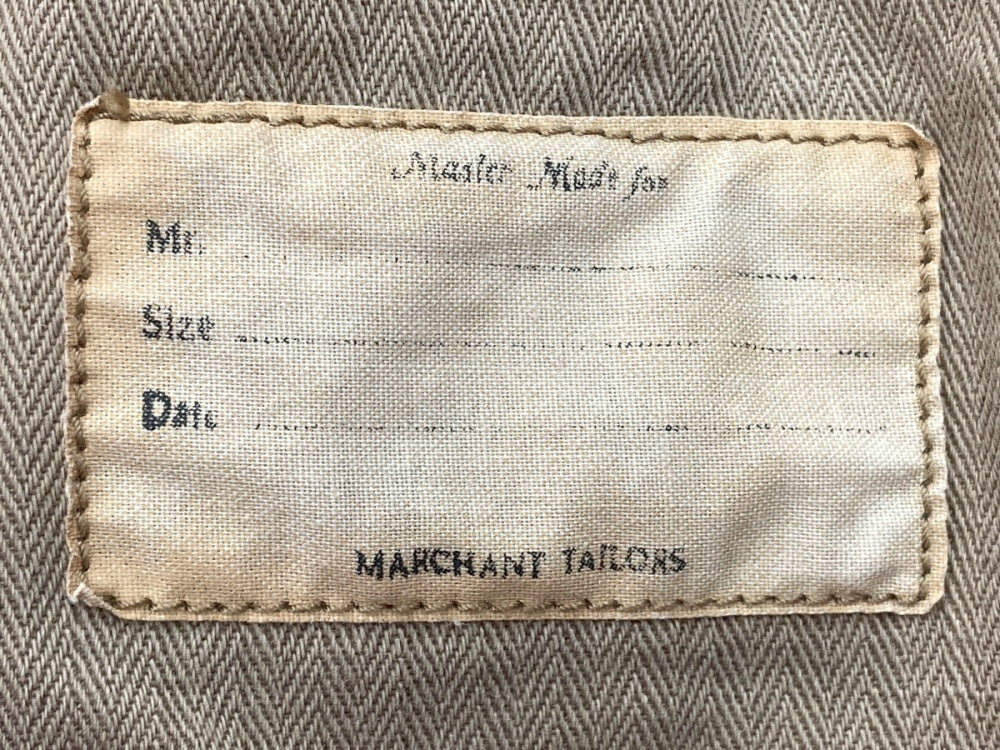 Master Made for
Mr.
Size
Date
MARCHANT TAILORS